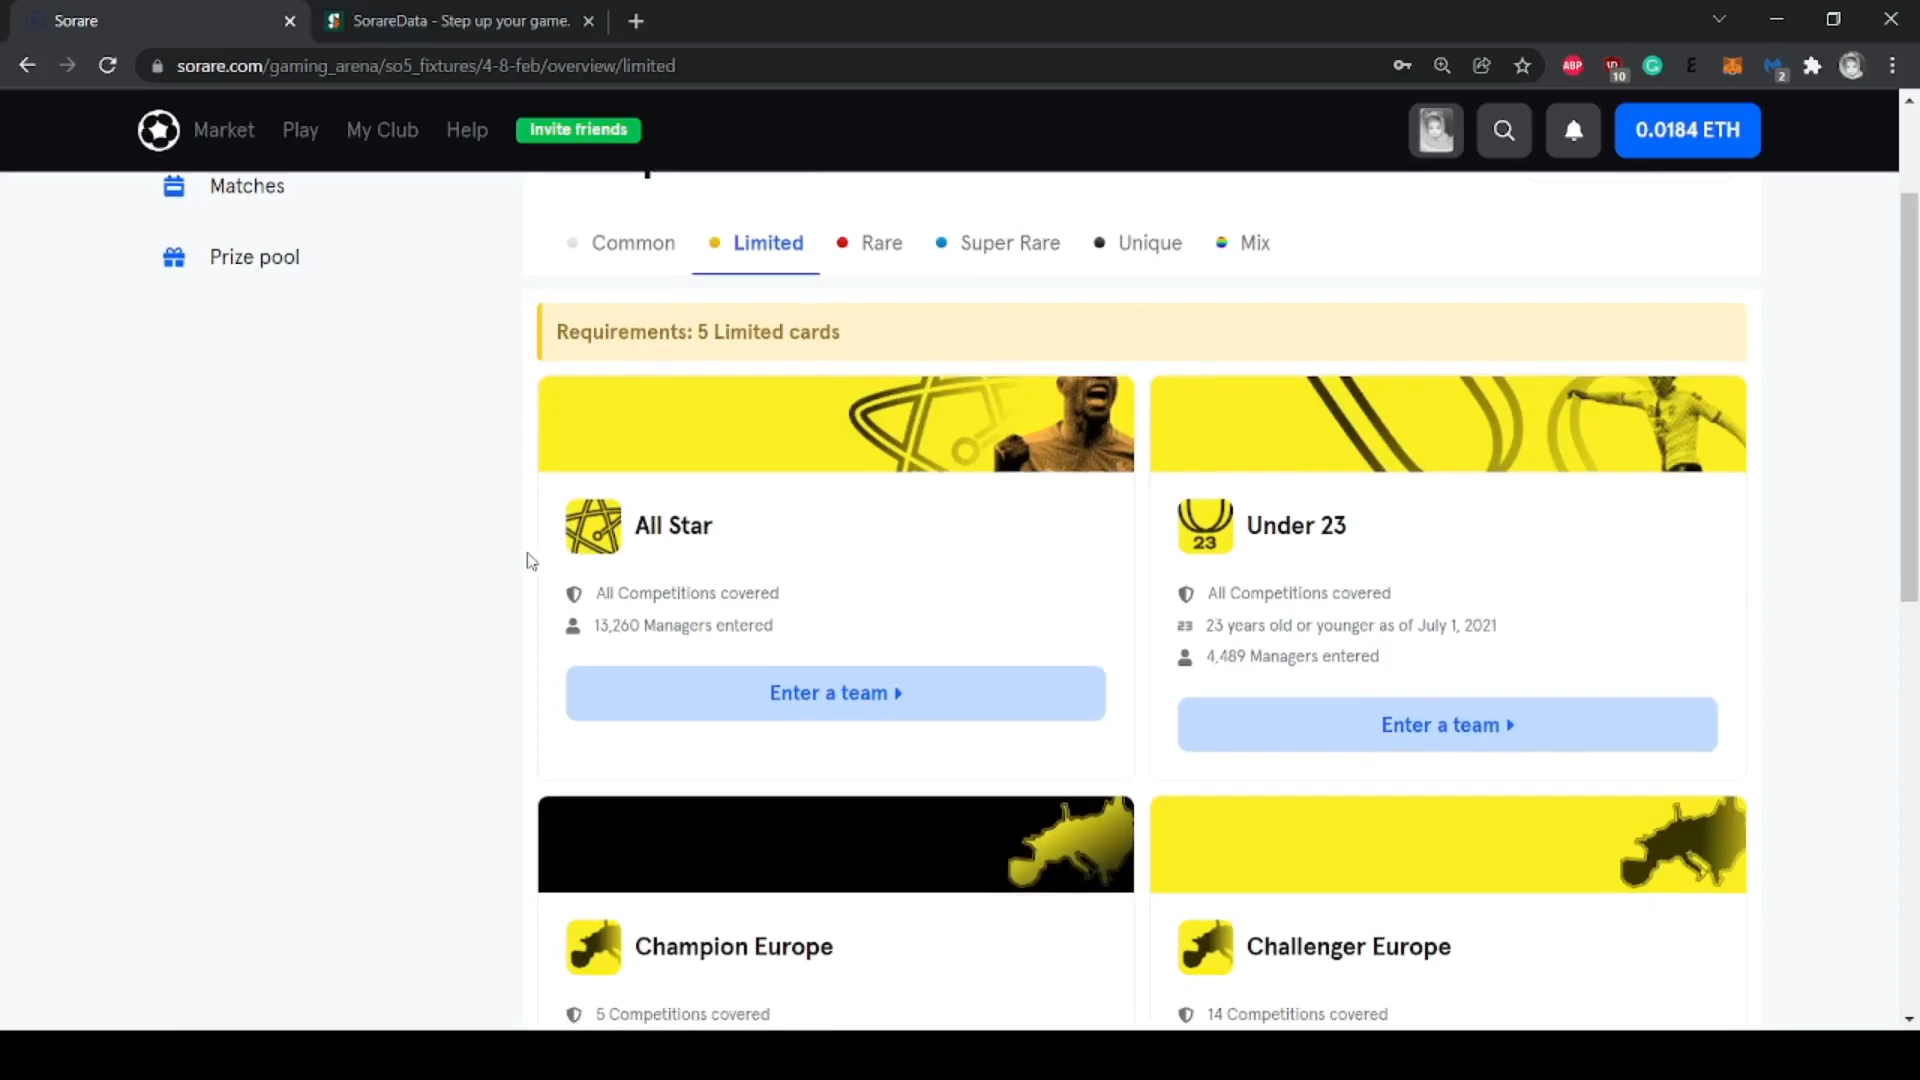 Sorare
SorareData - Step up your game.
sorare.com/gaming_arena/so5_fixtures/4-8-feb/overview/limited
ABP
10
2
Market
Play
My Club
Help
Invite friends
0.0184 ETH
Matches
Prize pool
Common
Limited
Rare
Super Rare
Unique
Mix
Requirements: 5 Limited cards
All Star
All Competitions covered
13,260 Managers entered
Enter a team
23
Under 23
All Competitions covered
23 23 years old or younger as of July 1, 2021
4,489 Managers entered
Enter a team
Champion Europe
5 Competitions covered
Challenger Europe
14 Competitions covered